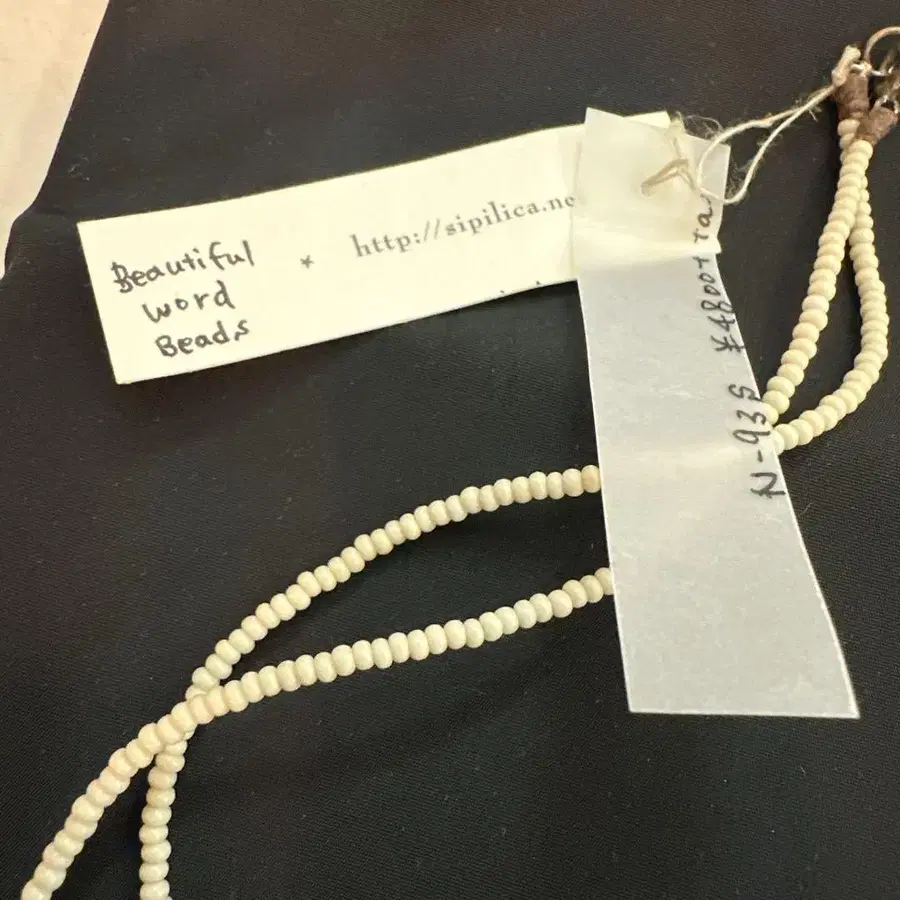 Beautiful
word
Beads
* http://sipilica.ne
N-935 ¥4800+ta